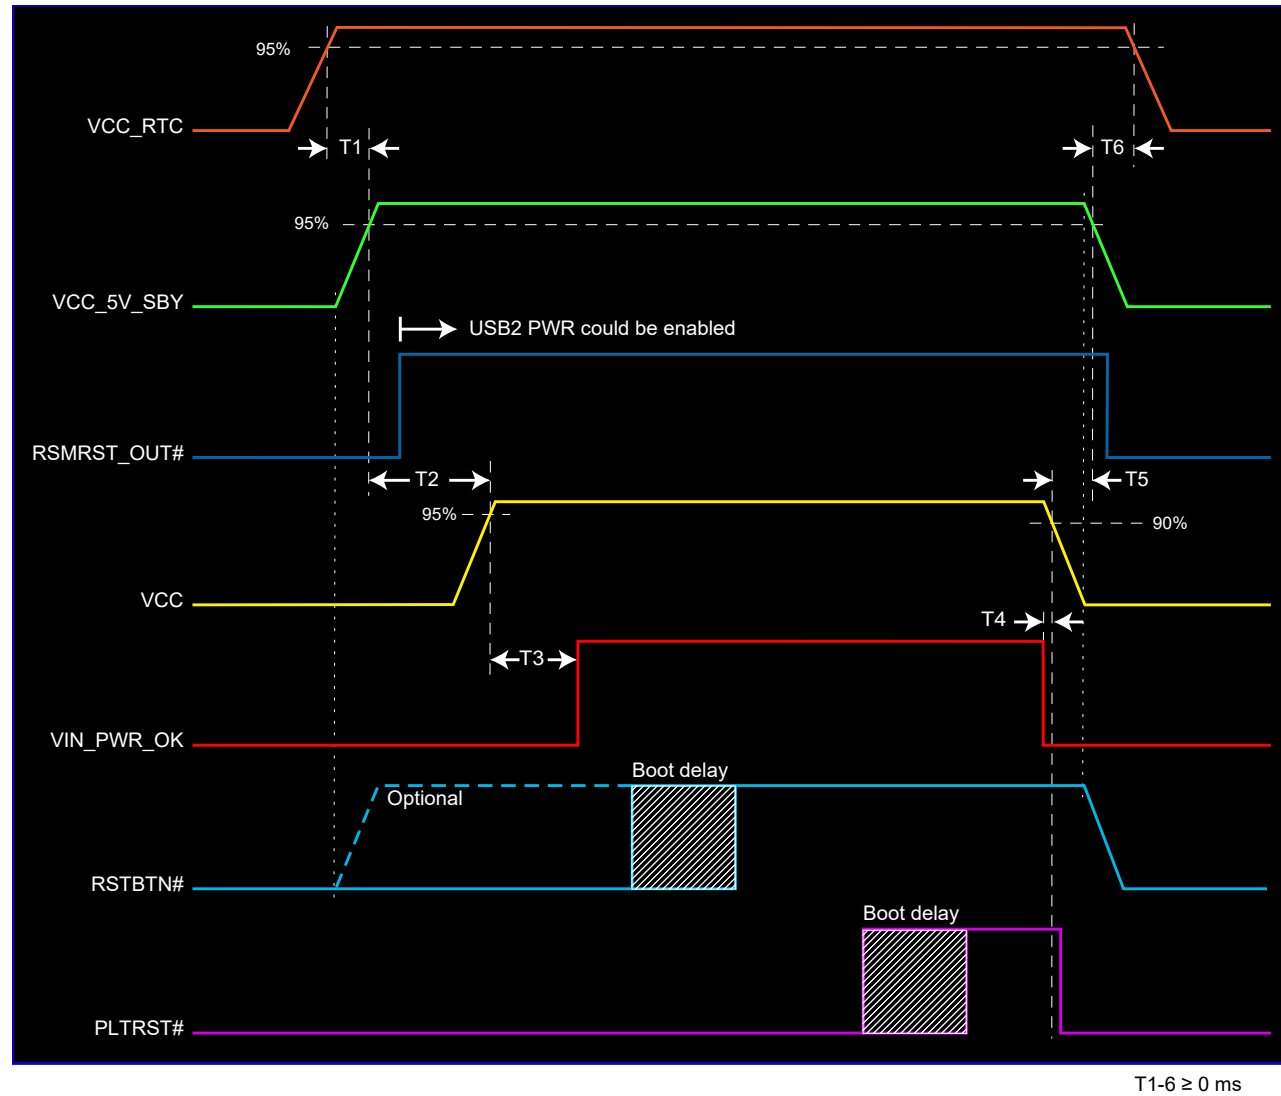 95%
VCC_RTC
T1
T6
95%
VCC_5V_SBY
USB2 PWR could be enabled
RSMRST_OUT#
T2
T5
95%
90%
VCC
T4
T3
VIN_PWR_OK
Boot delay
Optional
RSTBTN#
Boot delay
PLTRST#
T1-6 ≥ 0 ms